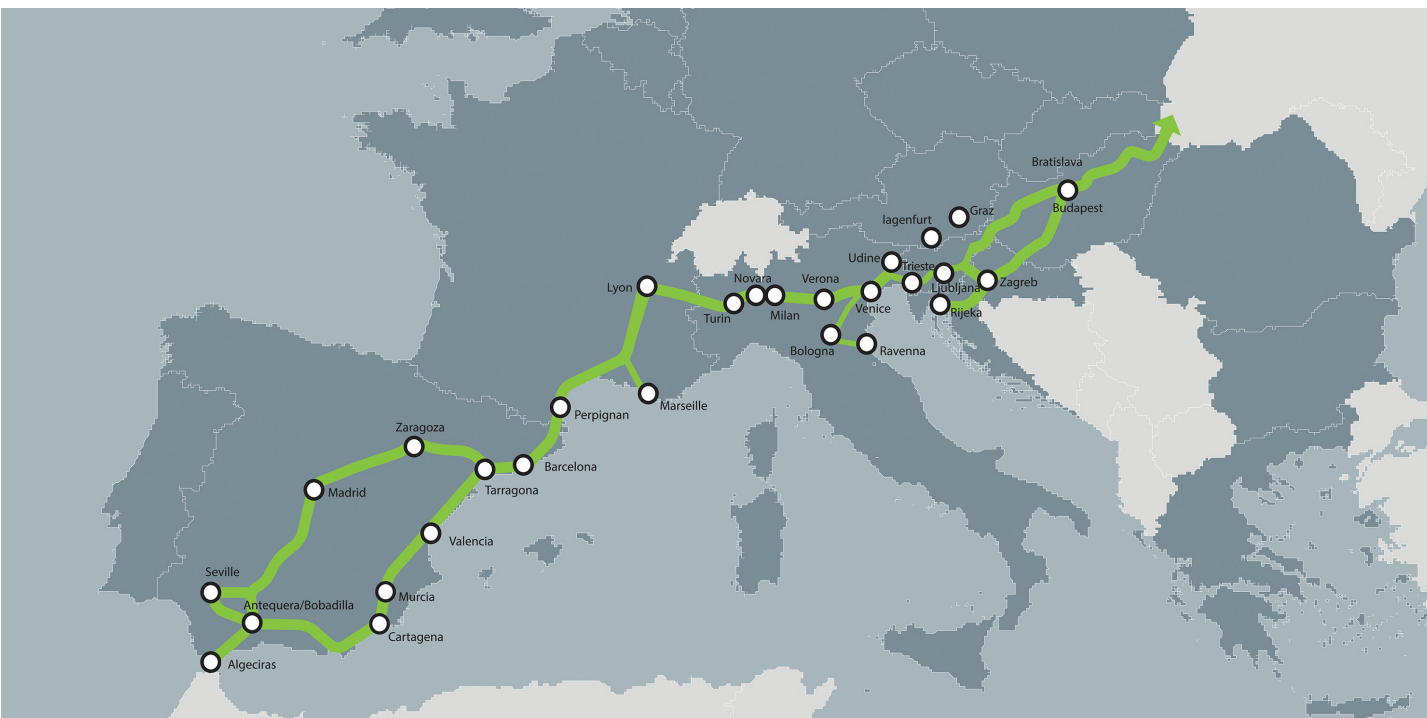 Bratislava
Budapest
Graz
lagenfurt
Udine
Trieste
Ljubljana
Zagreb
Rijeka
Verona
Venice
Novara
Milan
Turin
Lyon
Bologna
Ravenna
Marseille
Perpignan
Zaragoza
Barcelona
Tarragona
Madrid
Valencia
Seville
Murcia
Antequera/Bobadilla
Cartagena
Algeciras